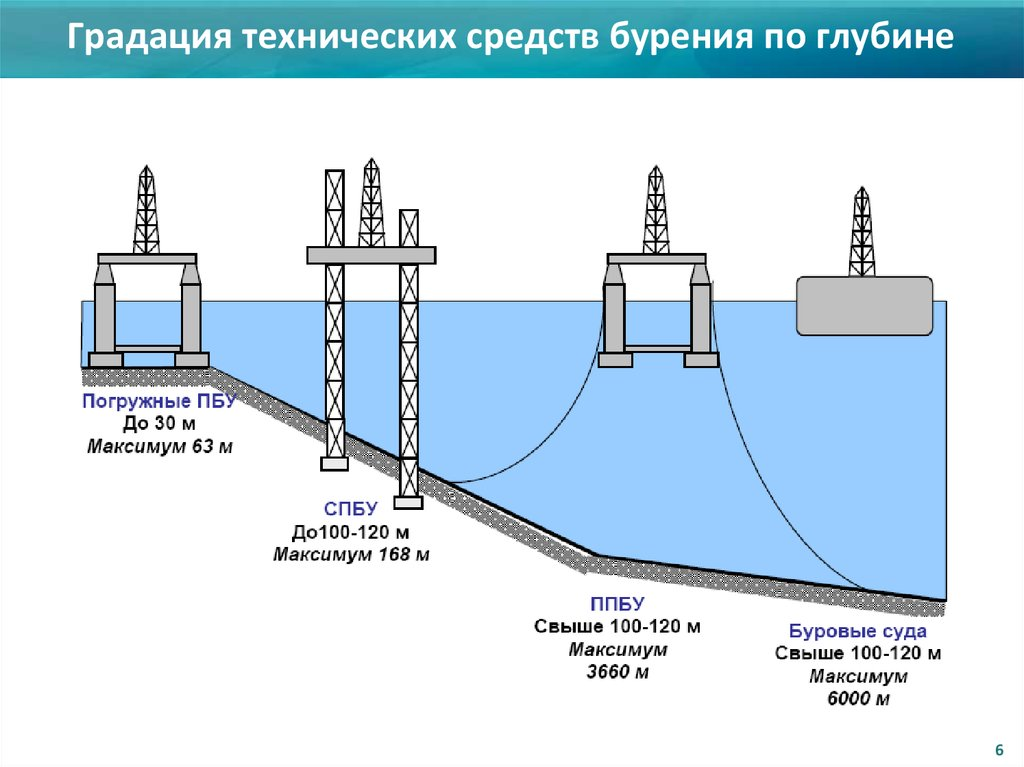 Градация технических средств бурения по глубине
Погружные ПБУ
До 30 м
Максимум 63 м
СПБУ
До100-120 м
Максимум 168 м
ППБУ
Свыше 100-120 м
Максимум
3660 м
Буровые суда
Свыше 100-120 м
Максимум
6000 м
6